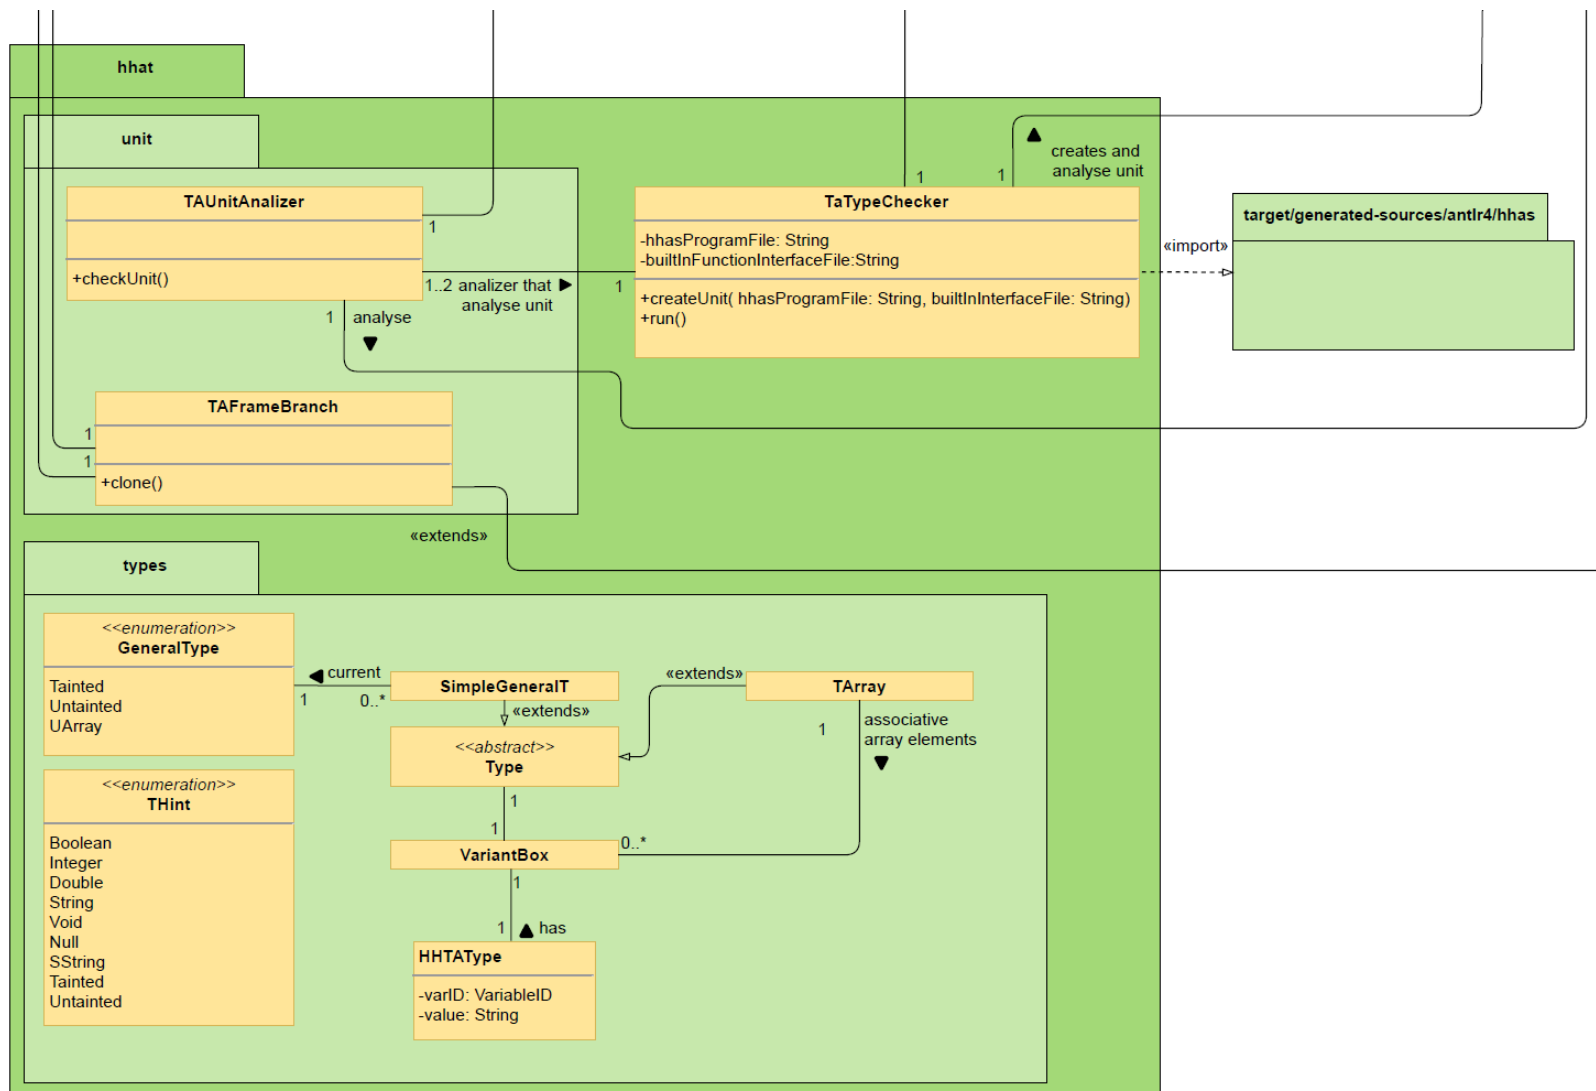 hhat
unit
creates and
analyse unit
1
1
TAUnitAnalizer
+checkUnit()
1
TaTypeChecker
-hhasProgramFile: String
-builtInFunctionInterfaceFile:String
+createUnit( hhasProgramFile: String, builtInInterfaceFile: String)
+run()
target/generated-sources/antlr4/hhas
«import»
1..2 analizer that
analyse unit
1
1 analyse
TAFrameBranch
+clone()
1
1
«extends»
types
<<enumeration>>
GeneralType
Tainted
Untainted
UArray
current
1
0..*
SimpleGeneralT
«extends»
«extends»
TArray
1
associative
array elements
<<abstract>>
Type
1
1
0..*
VariantBox
1
1
has
HHTAType
-varID: VariableID
-value: String
<<enumeration>>
THint
Boolean
Integer
Double
String
Void
Null
SString
Tainted
Untainted